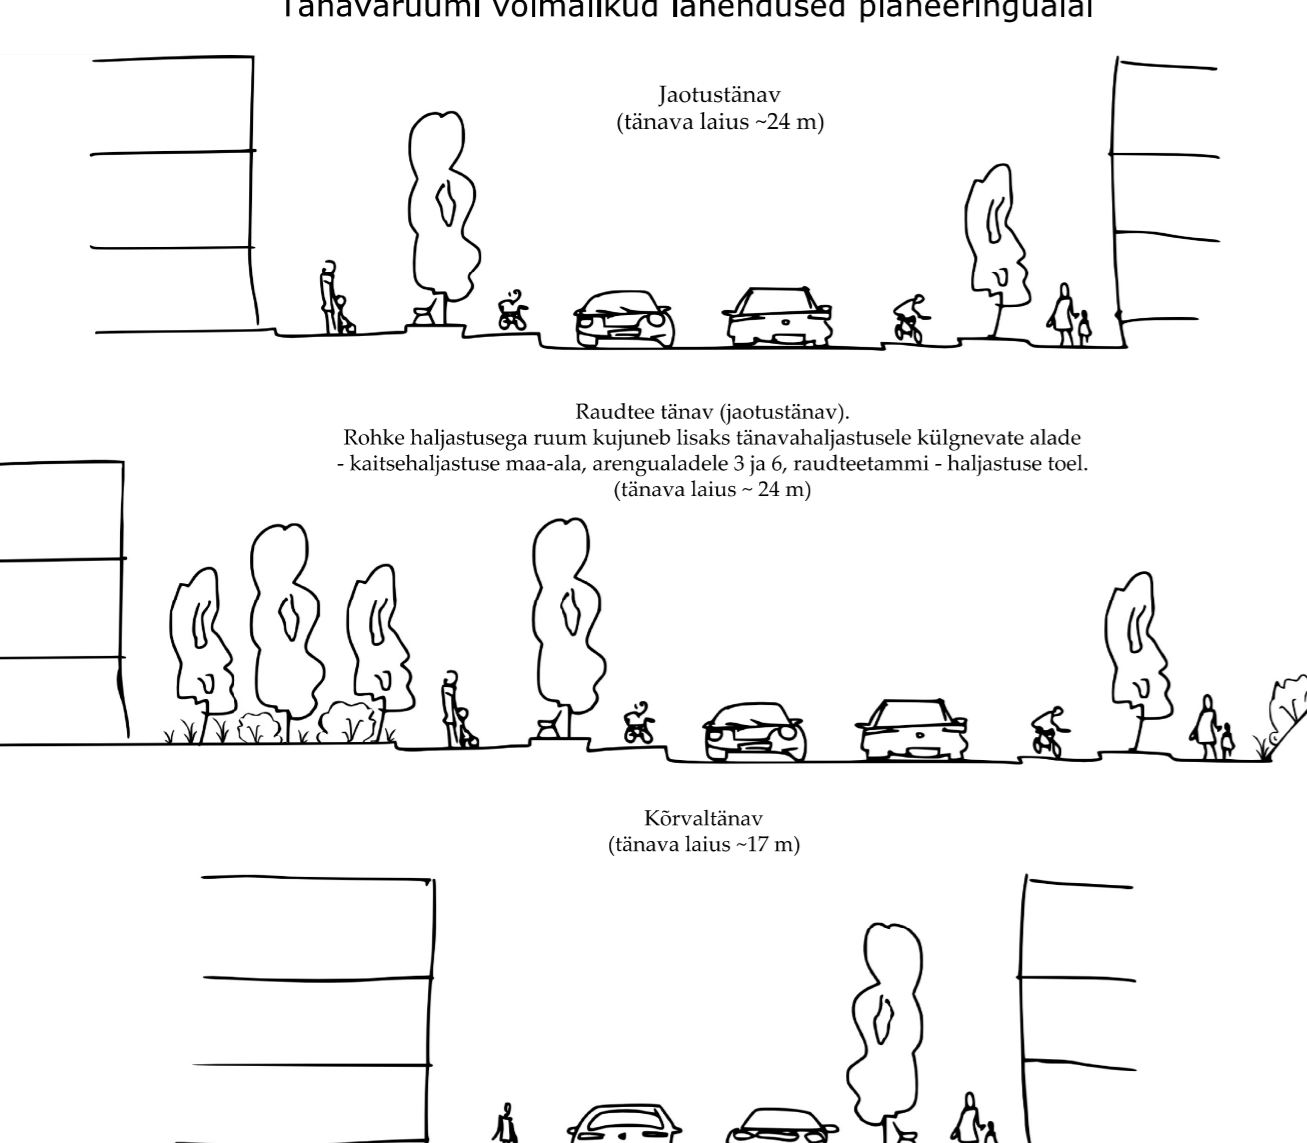 Tänavaruumi võimalikud lahendused planeeringualal
Jaotustänav
(tänava laius ~24 m)
Raudtee tänav (jaotustänav).
Rohke haljastusega ruum kujuneb lisaks tänavahaljastusele külgnevate alade
- kaitsehaljastuse maa-ala, arengualadele 3 ja 6, raudteetammi - haljastuse toel.
(tänava laius ~ 24 m)
Kõrvaltänav
(tänava laius ~17 m)